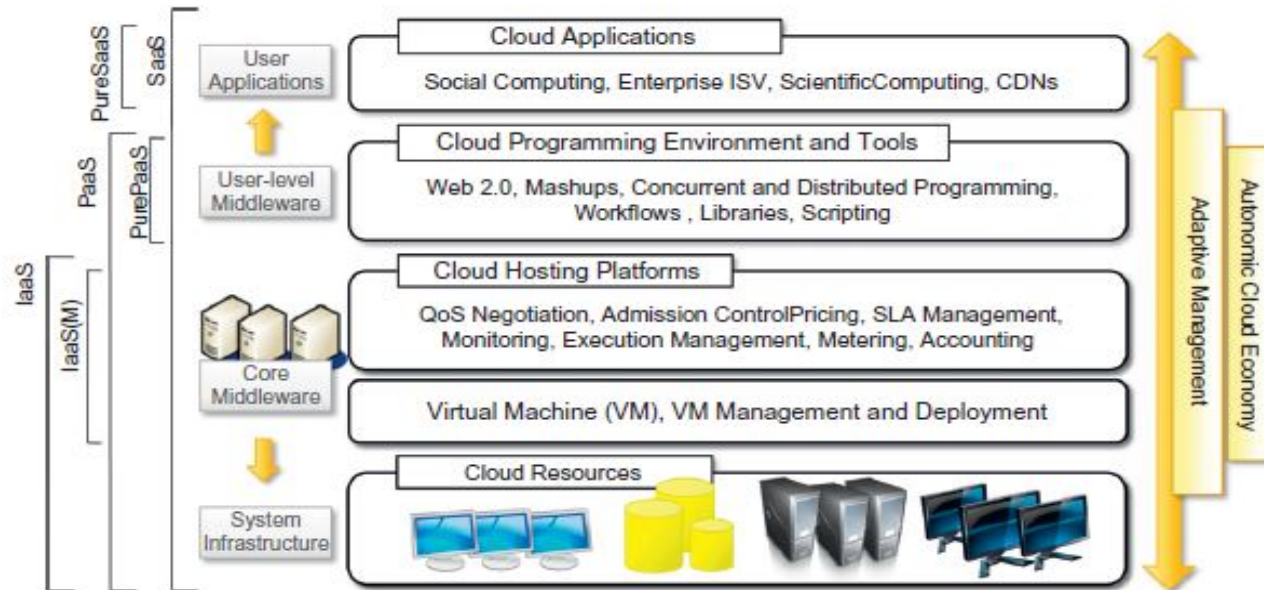 PureSaaS
SaaS
User
Applications
Cloud Applications
Social Computing, Enterprise ISV, ScientificComputing, CDNs
PaaS
PurePaaS
User-level
Middleware
Cloud Programming Environment and Tools
Web 2.0, Mashups, Concurrent and Distributed Programming,
Workflows , Libraries, Scripting
IaaS
IaaS(M)
Core
Middleware
Cloud Hosting Platforms
QoS Negotiation, Admission ControlPricing, SLA Management,
Monitoring, Execution Management, Metering, Accounting
Virtual Machine (VM), VM Management and Deployment
System
Infrastructure
Cloud Resources
Adaptive Management
Autonomic Cloud Economy